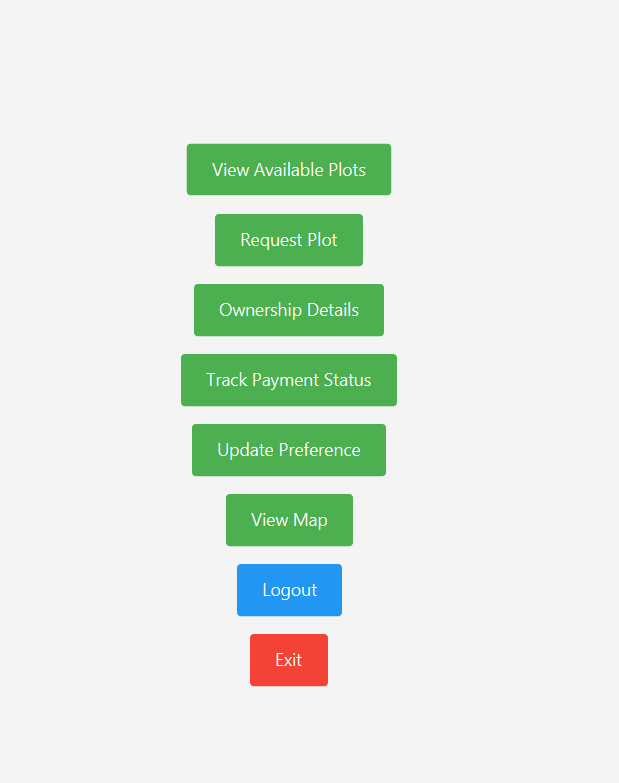 View Available Plots
Request Plot
Ownership Details
Track Payment Status
Update Preference
View Map
Logout
Exit